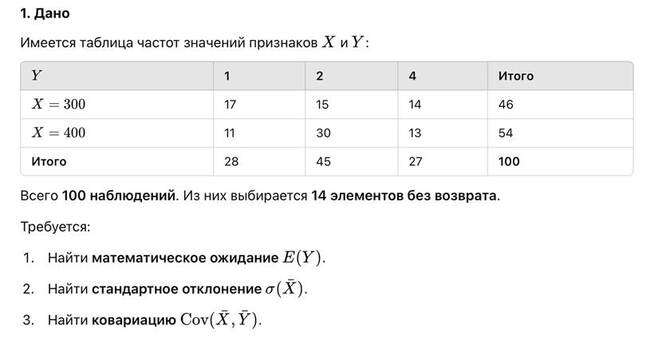 1. Дано
Имеется таблица частот значений признаков X и Y:
Y 1 2 4 Итого
X = 300 17 15 14 46
X = 400 11 30 13 54
Итого 28 45 27 100
Всего 100 наблюдений. Из них выбирается 14 элементов без возврата.
Требуется:
1. Найти математическое ожидание E(Y).
2. Найти стандартное отклонение σ(X̄).
3. Найти ковариацию Cov(X̄, Ȳ).